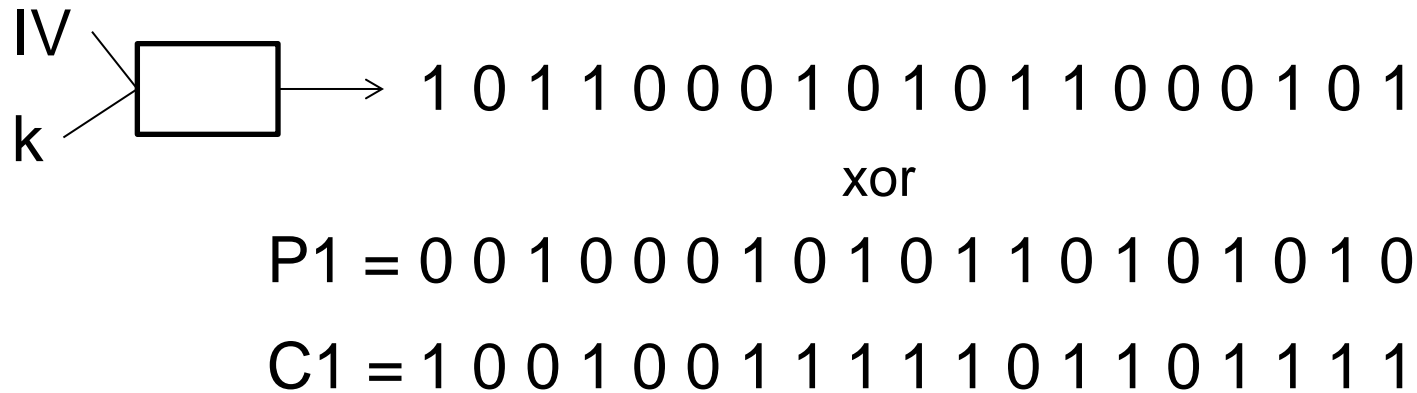 IV
1 0 1 1 0 0 0 1 0 1 0 1 1 0 0 0 1 0 1
k
xor
P1 = 0 0 1 0 0 0 1 0 1 0 1 1 0 1 0 1 0 1 0
C1 = 1 0 0 1 0 0 1 1 1 1 1 0 1 1 0 1 1 1 1